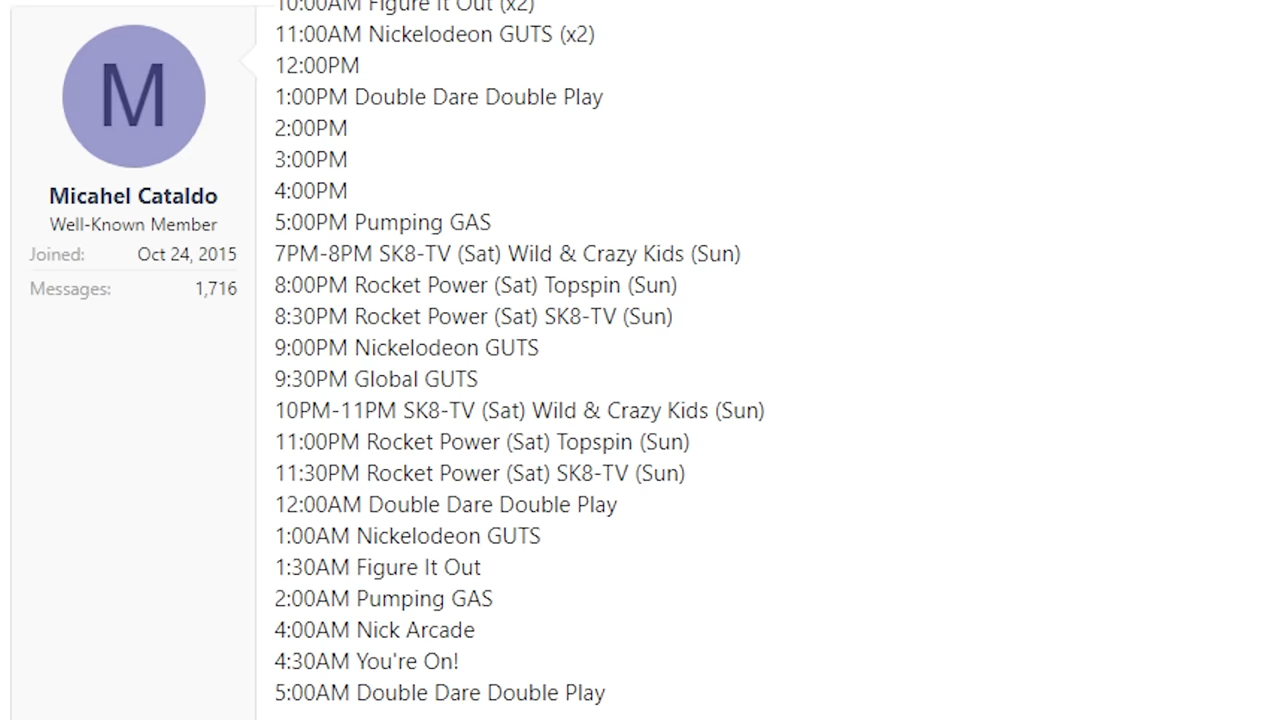 M
Micahel Cataldo
Well-Known Member
Joined: Oct 24, 2015
Messages: 1,716
10:00AM Figure It Out (x2)
11:00AM Nickelodeon GUTS (x2)
12:00PM
1:00PM Double Dare Double Play
2:00PM
3:00PM
4:00PM
5:00PM Pumping GAS
7PM-8PM SK8-TV (Sat) Wild & Crazy Kids (Sun)
8:00PM Rocket Power (Sat) Topspin (Sun)
8:30PM Rocket Power (Sat) SK8-TV (Sun)
9:00PM Nickelodeon GUTS
9:30PM Global GUTS
10PM-11PM SK8-TV (Sat) Wild & Crazy Kids (Sun)
11:00PM Rocket Power (Sat) Topspin (Sun)
11:30PM Rocket Power (Sat) SK8-TV (Sun)
12:00AM Double Dare Double Play
1:00AM Nickelodeon GUTS
1:30AM Figure It Out
2:00AM Pumping GAS
4:00AM Nick Arcade
4:30AM You're On!
5:00AM Double Dare Double Play